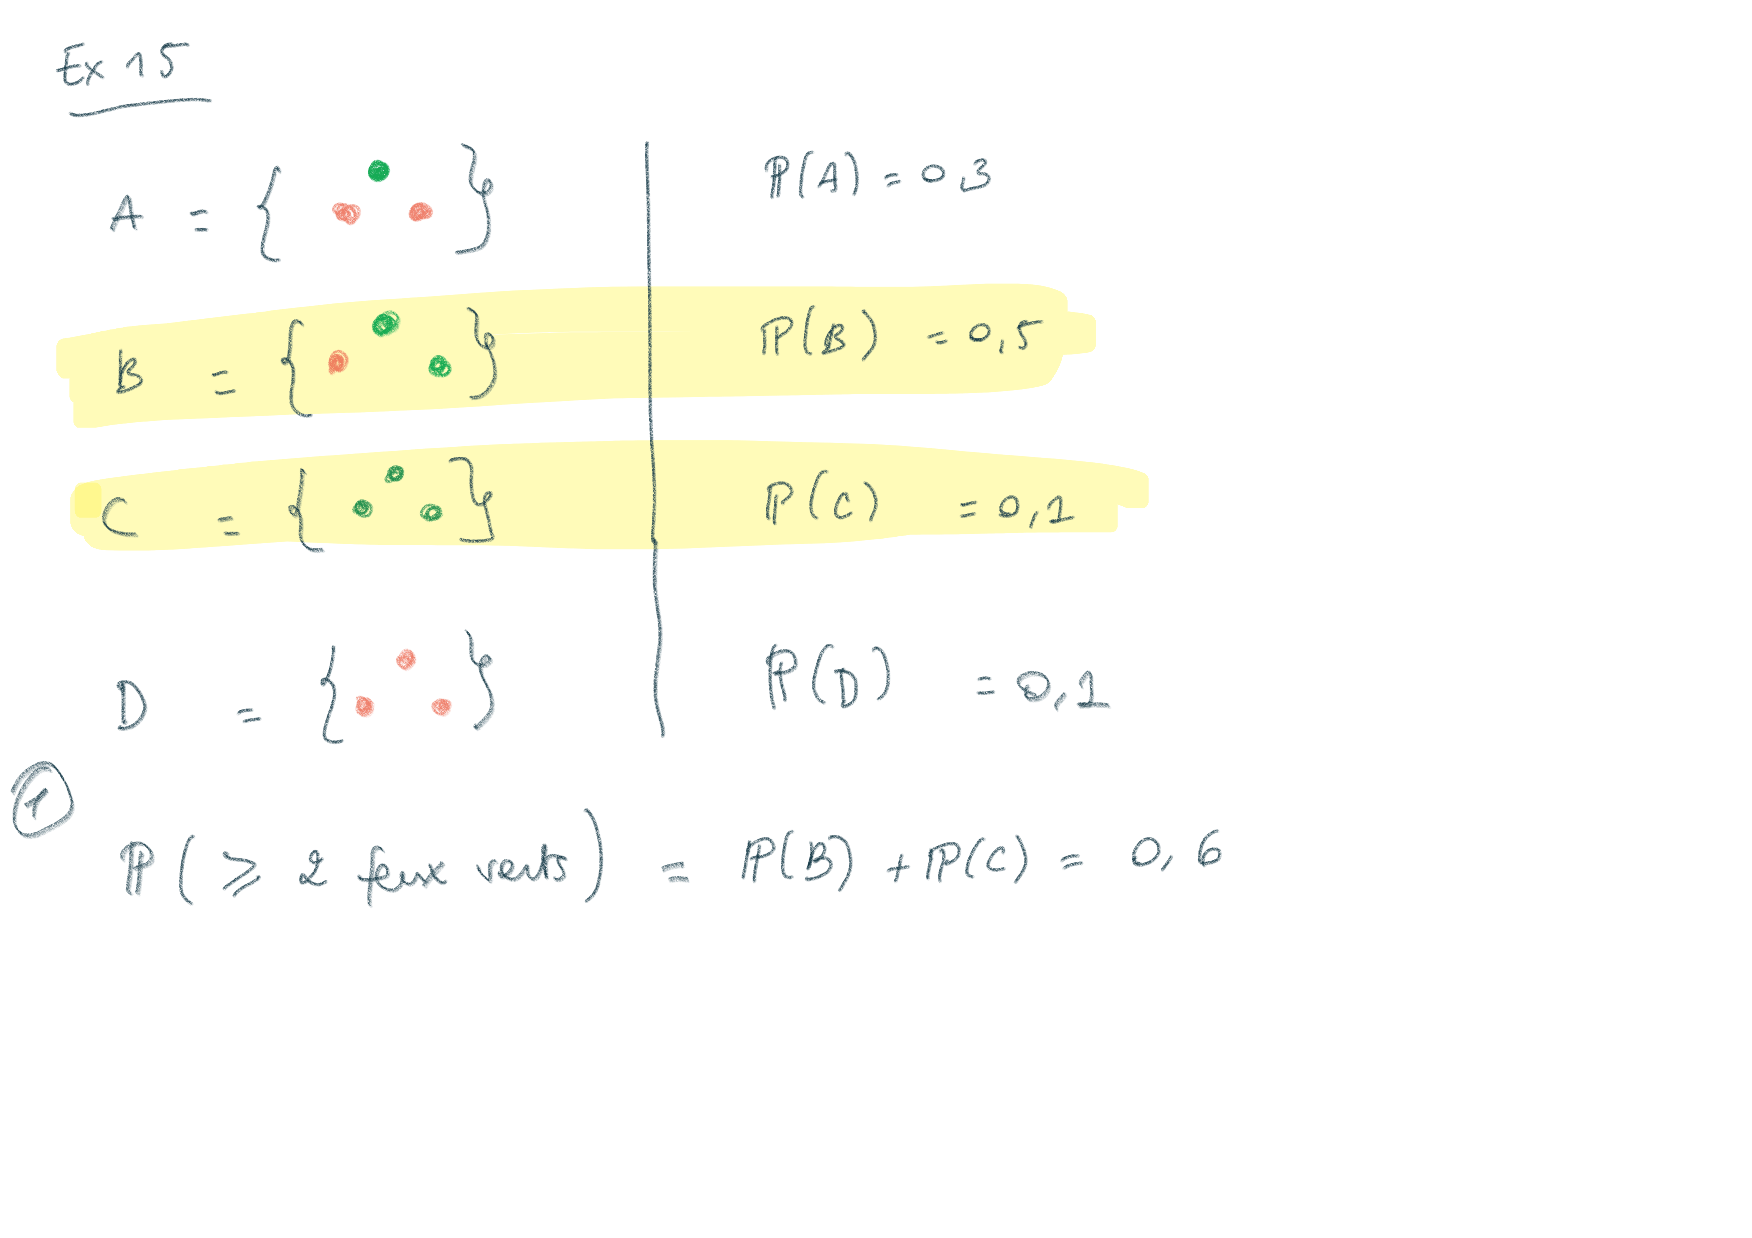 Ex 15
A = { } P(A) = 0,3
B = { } P(B) = 0,5
C = { } P(C) = 0,1
D = { } P(D) = 0,1
1
P( ⩾ 2 feux verts ) = P(B) + P(C) = 0,6